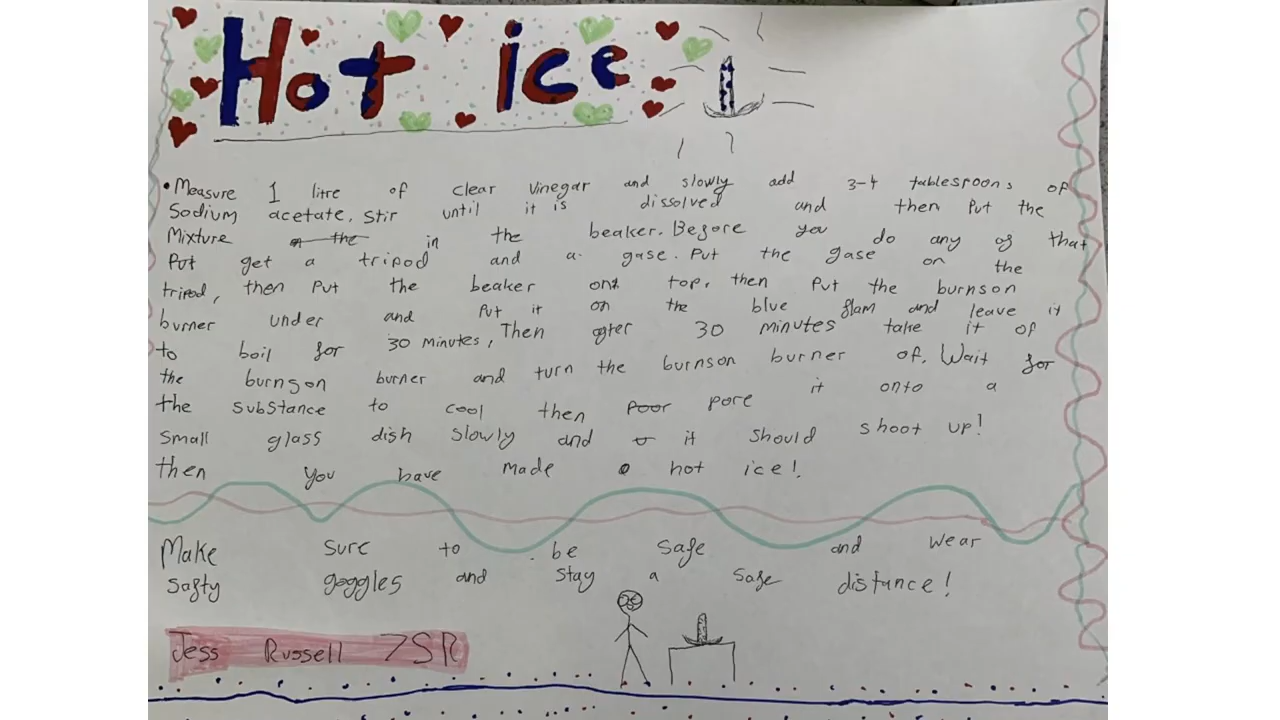 Hot ice
• Measure 1 litre of clear vinegar and slowly add 3-4 tablespoons of
Sodium acetate. Stir until it is dissolved and then Put the
Mixture in the beaker. Before you do any of that
Put get a tripod and a gase. Put the gase on the
tripod, then Put the beaker ont top, then Put the burnson
burner under and Put it on the blue flam and leave it
to boil for 30 minutes, Then after 30 minutes take it of
the burnson burner and turn the burnson burner of. Wait for
the substance to cool then pore it onto a
Small glass dish slowly and it should shoot up!
then you have made hot ice!
Make sure to be safe and wear
Safty goggles and stay a safe distance!
Jess Russell 7SR